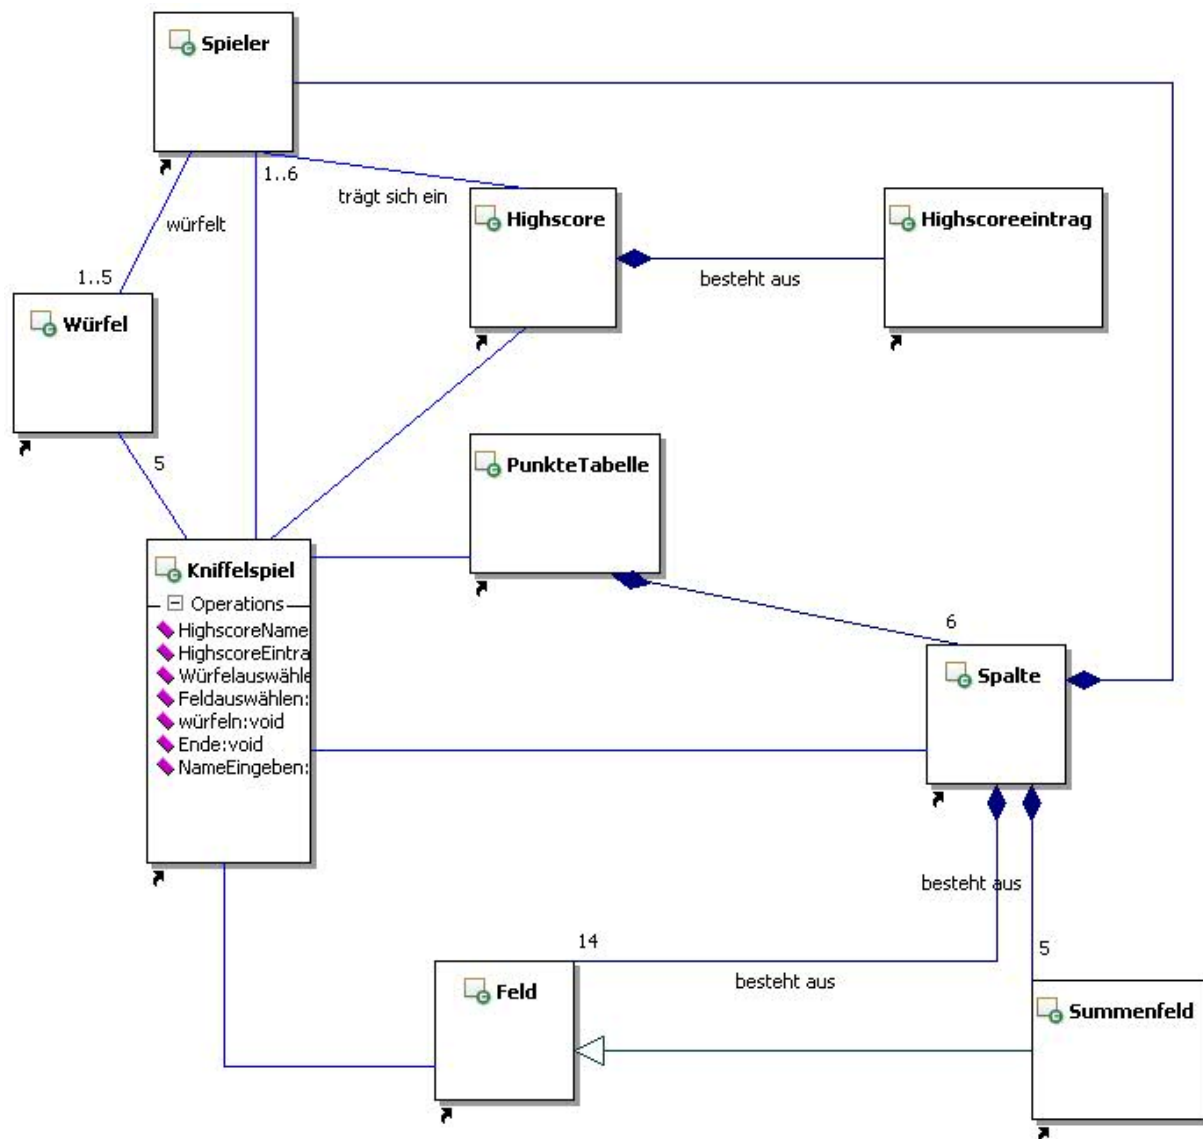 Spieler
1..6
trägt sich ein
würfelt
Highscore
Highscoreeintrag
besteht aus
1..5
Würfel
5
PunkteTabelle
Kniffelspiel
Operations
HighscoreName
HighscoreEintra
Würfelauswähle
Feldauswählen:
würfeln:void
Ende:void
NameEingeben:
6
Spalte
besteht aus
14
5
besteht aus
Feld
Summenfeld